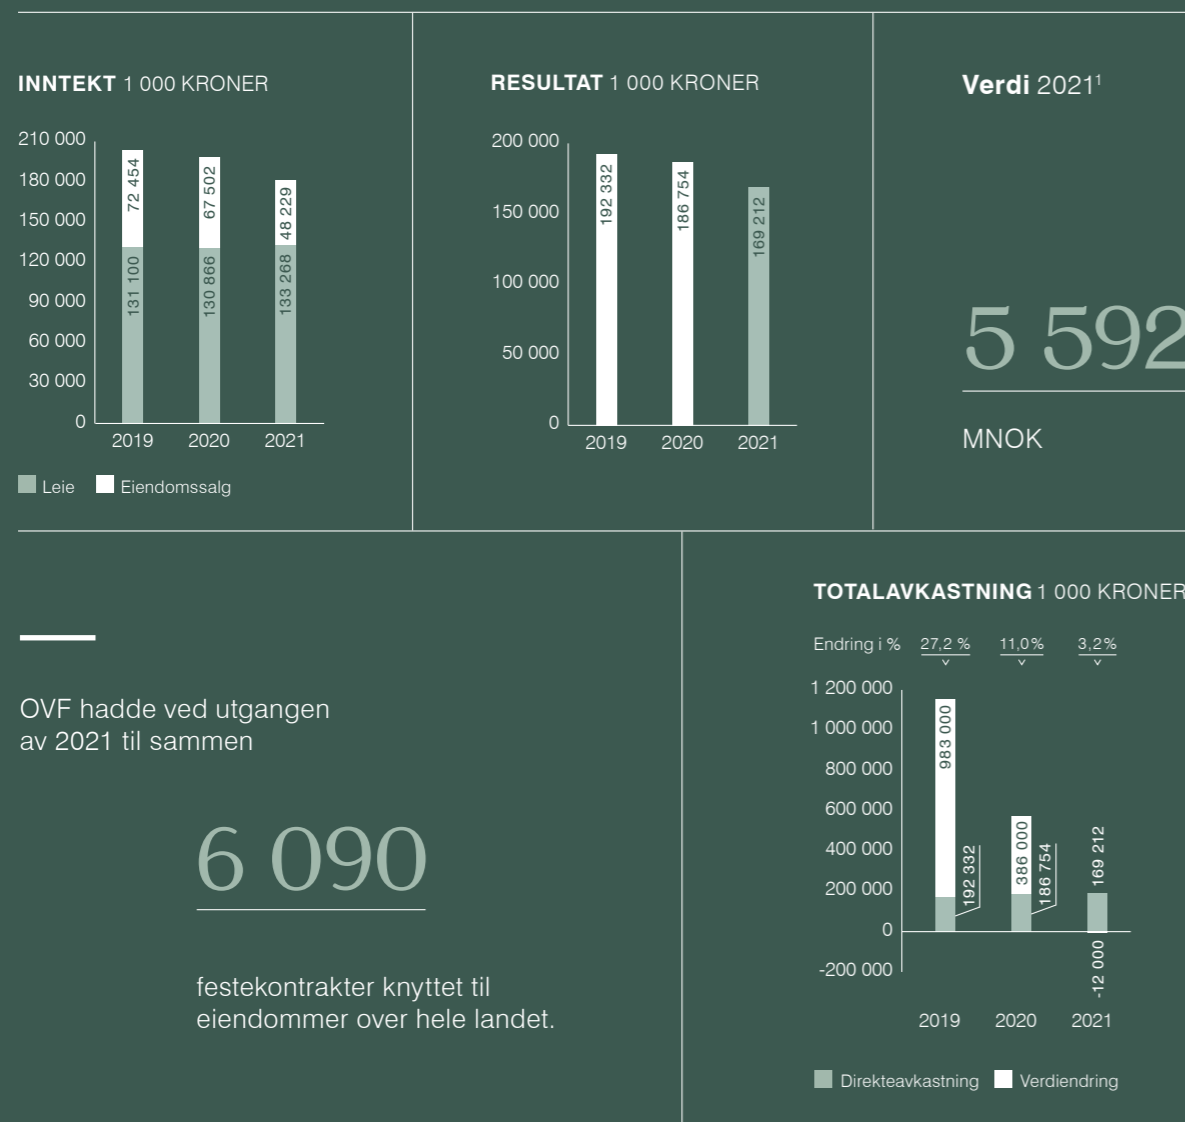 INNTEKT 1 000 KRONER
210 000
180 000
150 000
120 000
90 000
60 000
30 000
0
72 454
131 100
67 502
130 866
48 229
133 268
2019 2020 2021
Leie Eiendomssalg
RESULTAT 1 000 KRONER
200 000
150 000
100 000
50 000
0
192 332
186 754
169 212
2019 2020 2021
Verdi 2021¹
5 592
MNOK
OVF hadde ved utgangen
av 2021 til sammen
6 090
festekontrakter knyttet til
eiendommer over hele landet.
TOTALAVKASTNING 1 000 KRONER
Endring i % 27,2 % 11,0% 3,2%
1 200 000
1 000 000
800 000
600 000
400 000
200 000
0
-200 000
983 000
192 332
386 000
186 754
169 212
-12 000
2019 2020 2021
Direkteavkastning Verdiendring